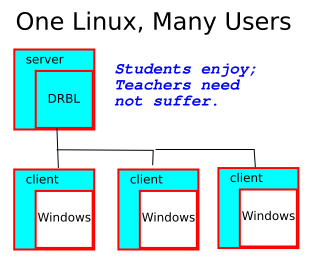 One Linux, Many Users
server
DRBL
Students enjoy;
Teachers need
not suffer.
client
Windows
client
Windows
client
Windows